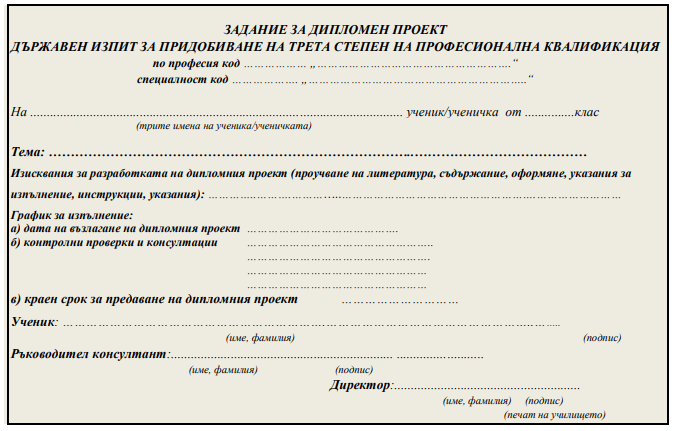 ЗАДАНИЕ ЗА ДИПЛОМЕН ПРОЕКТ
ДЪРЖАВЕН ИЗПИТ ЗА ПРИДОБИВАНЕ НА ТРЕТА СТЕПЕН НА ПРОФЕСИОНАЛНА КВАЛИФИКАЦИЯ
по професия код ……………… „……………………………………………….“
специалност код ………………. „………………………………………………………..“
На ................................................................................................................. ученик/ученичка от ...............клас
(трите имена на ученика/ученичката)
Тема: ……………………………………………………………………..……………………………………
Изисквания за разработката на дипломния проект (проучване на литература, съдържание, оформяне, указания за
изпълнение, инструкции, указания): ……………………………….…..……………………………………………………………………
График за изпълнение:
а) дата на възлагане на дипломния проект …………………………………….
б) контролни проверки и консултации ……………………………………………..
…………………………………………….
……………………………………………
……………………………………………
в) краен срок за предаване на дипломния проект …………………………
Ученик: ……………………………………………………………………………………………………..…...
(име, фамилия) (подпис)
Ръководител консултант:.................................................................... ..........................
(име, фамилия) (подпис)
Директор:.........................................................
(име, фамилия) (подпис)
(печат на училището)